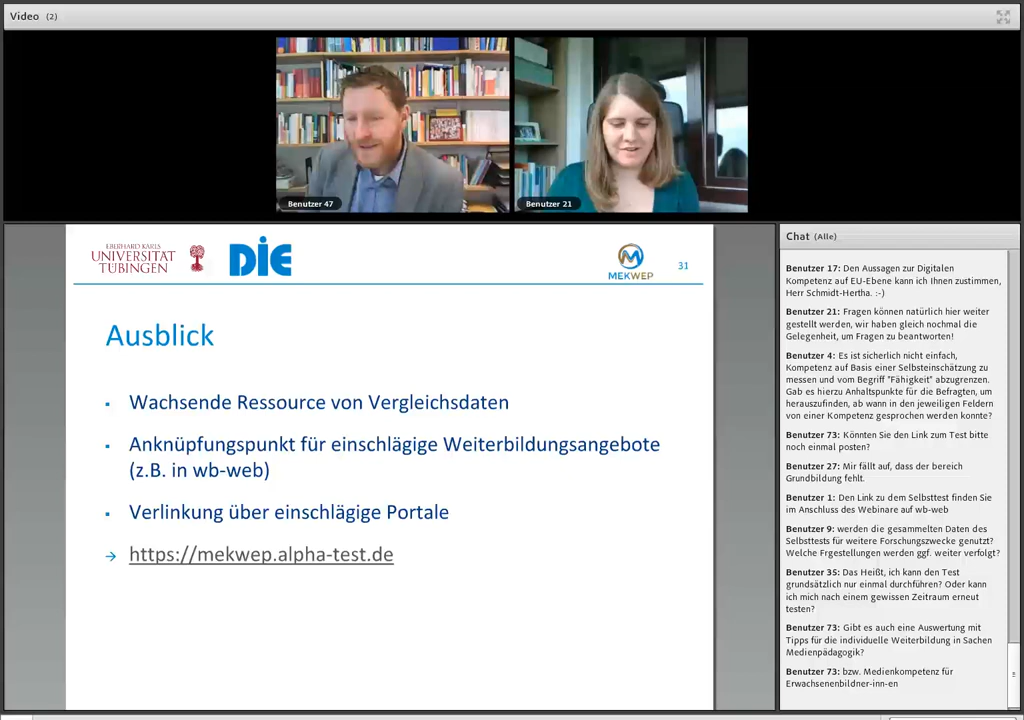 Video (2)
Benutzer 47
Benutzer 21
EBERHARD KARLS
UNIVERSITÄT
TÜBINGEN
DIE
MEKWEP
31
Ausblick
▪ Wachsende Ressource von Vergleichsdaten
▪ Anknüpfungspunkt für einschlägige Weiterbildungsangebote
(z.B. in wb-web)
▪ Verlinkung über einschlägige Portale
→ https://mekwep.alpha-test.de
Chat (Alle)
Benutzer 17: Den Aussagen zur Digitalen
Kompetenz auf EU-Ebene kann ich Ihnen zustimmen,
Herr Schmidt-Hertha. :-)
Benutzer 21: Fragen können natürlich hier weiter
gestellt werden, wir haben gleich nochmal die
Gelegenheit, um Fragen zu beantworten!
Benutzer 4: Es ist sicherlich nicht einfach,
Kompetenz auf Basis einer Selbsteinschätzung zu
messen und vom Begriff "Fähigkeit" abzugrenzen.
Gab es hierzu Anhaltspunkte für die Befragten, um
herauszufinden, ab wann in den jeweiligen Feldern
von einer Kompetenz gesprochen werden konnte?
Benutzer 73: Könnten Sie den Link zum Test bitte
noch einmal posten?
Benutzer 27: Mir fällt auf, dass der bereich
Grundbildung fehlt.
Benutzer 1: Den Link zu dem Selbsttest finden Sie
im Anschluss des Webinare auf wb-web
Benutzer 9: werden die gesammelten Daten des
Selbsttests für weitere Forschungszwecke genutzt?
Welche Frgestellungen werden ggf. weiter verfolgt?
Benutzer 35: Das Heißt, ich kann den Test
grundsätzlich nur einmal durchführen? Oder kann
ich mich nach einem gewissen Zeitraum erneut
testen?
Benutzer 73: Gibt es auch eine Auswertung mit
Tipps für die individuelle Weiterbildung in Sachen
Medienpädagogik?
Benutzer 73: bzw. Medienkompetenz für
Erwachsenenbildner-inn-en